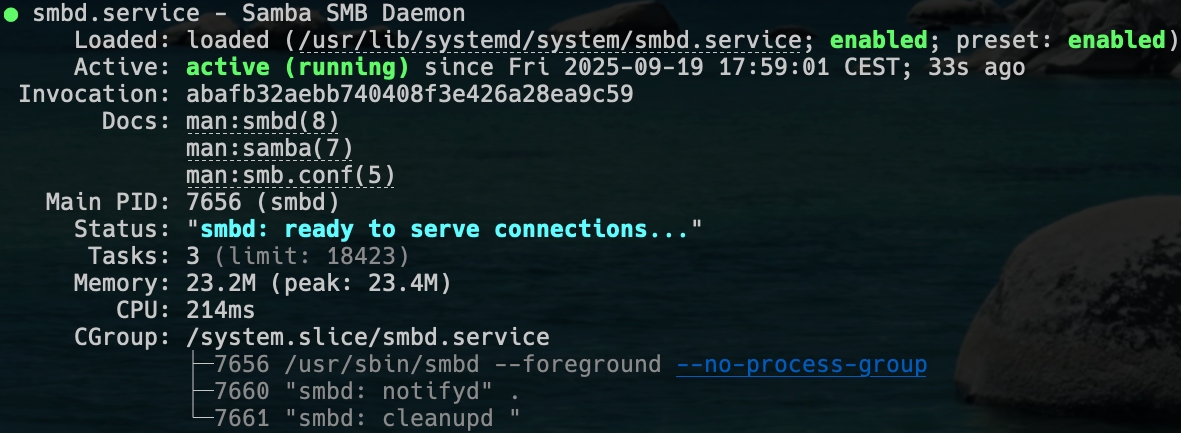 ● smbd.service - Samba SMB Daemon
Loaded: loaded (/usr/lib/systemd/system/smbd.service; enabled; preset: enabled)
Active: active (running) since Fri 2025-09-19 17:59:01 CEST; 33s ago
Invocation: abafb32aebb740408f3e426a28ea9c59
Docs: man:smbd(8)
man:samba(7)
man:smb.conf(5)
Main PID: 7656 (smbd)
Status: "smbd: ready to serve connections..."
Tasks: 3 (limit: 18423)
Memory: 23.2M (peak: 23.4M)
CPU: 214ms
CGroup: /system.slice/smbd.service
├─7656 /usr/sbin/smbd --foreground --no-process-group
├─7660 "smbd: notifyd" .
└─7661 "smbd: cleanupd "